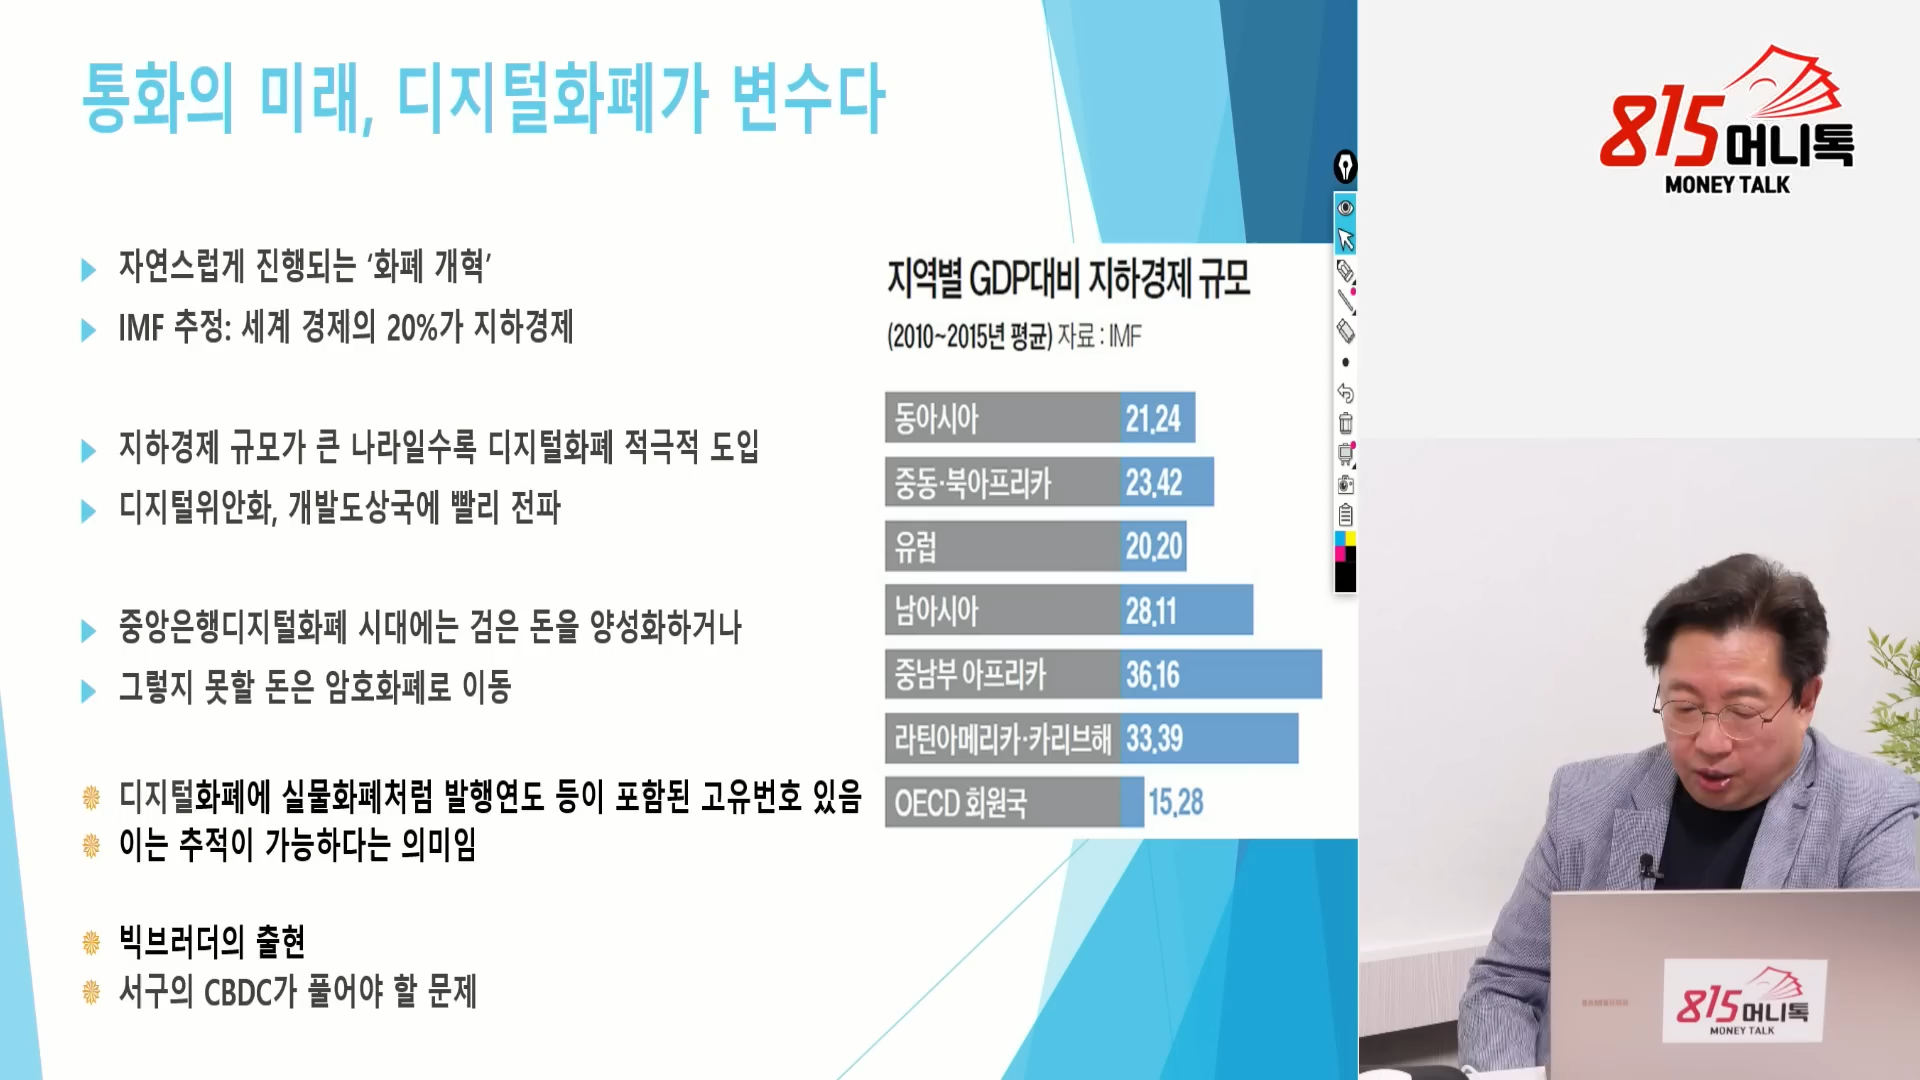 통화의 미래, 디지털화폐가 변수다
자연스럽게 진행되는 ‘화폐 개혁’
IMF 추정: 세계 경제의 20%가 지하경제
지하경제 규모가 큰 나라일수록 디지털화폐 적극적 도입
디지털위안화, 개발도상국에 빨리 전파
중앙은행디지털화폐 시대에는 검은 돈을 양성화하거나
그렇지 못할 돈은 암호화폐로 이동
디지털화폐에 실물화폐처럼 발행연도 등이 포함된 고유번호 있음
이는 추적이 가능하다는 의미임
빅브러더의 출현
서구의 CBDC가 풀어야 할 문제
지역별 GDP대비 지하경제 규모
(2010~2015년 평균) 자료 : IMF
동아시아 21.24
중동·북아프리카 23.42
유럽 20.20
남아시아 28.11
중남부 아프리카 36.16
라틴아메리카·카리브해 33.39
OECD 회원국 15.28
815머니톡
MONEY TALK
815머니톡
MONEY TALK